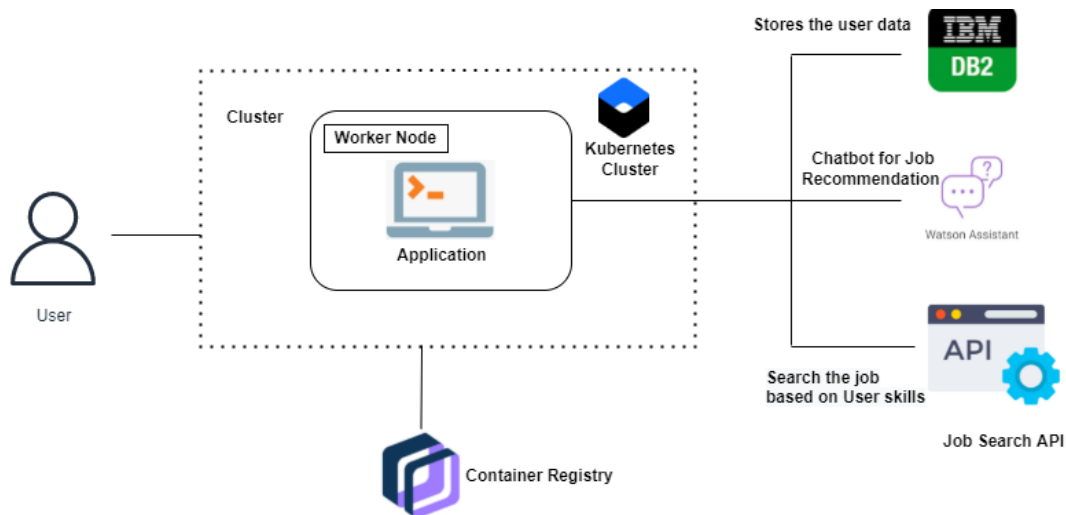 Stores the user data
IBM
DB2
Cluster
Worker Node
Kubernetes
Cluster
Application
Chatbot for Job
Recommendation
?
Watson Assistant
User
API
Search the job
based on User skills
Job Search API
Container Registry